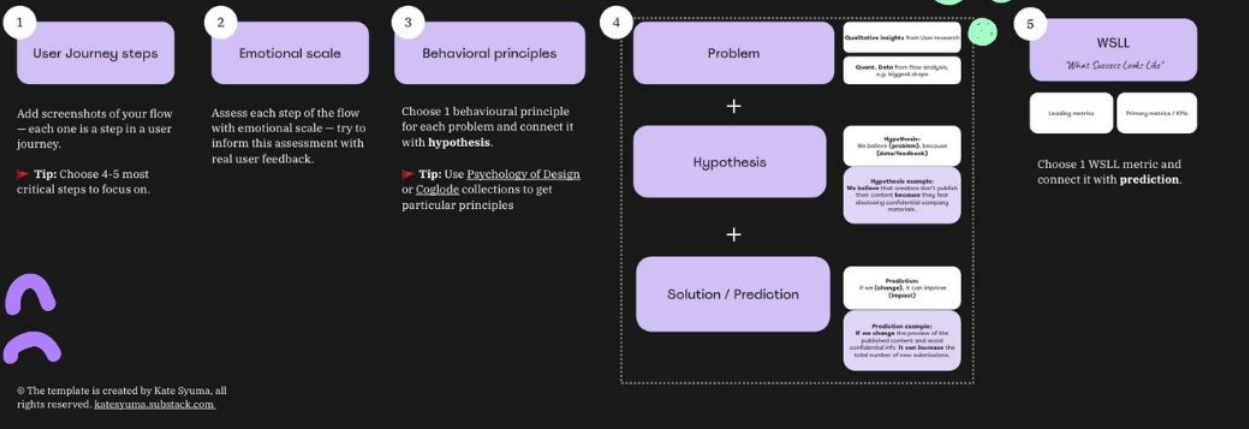 1
User Journey steps
Add screenshots of your flow
— each one is a step in a user
journey.
Tip: Choose 4-5 most
critical steps to focus on.
2
Emotional scale
Assess each step of the flow
with emotional scale — try to
inform this assessment with
real user feedback.
3
Behavioral principles
Choose 1 behavioural principle
for each problem and connect it
with hypothesis.
Tip: Use Psychology of Design
or Coglode collections to get
particular principles
4
Problem
Qualitative insights from User research
Quant. Data from flow analysis,
e.g. biggest drops
+
Hypothesis
Hypothesis:
We believe (problem), because
(data/feedback)
Hypothesis example:
We believe that creators don't publish
their content because they fear
disclosing confidential company
materials.
+
Solution / Prediction
Prediction:
If we (change), it can improve
(impact)
Prediction example:
If we change the preview of the
published content and avoid
confidential info it can increase the
total number of new submissions.
5
WSLL
"What Success Looks Like"
Leading metrics
Primary metrics / KPIs
Choose 1 WSLL metric and
connect it with prediction.
© The template is created by Kate Syuma, all
rights reserved. katesyuma.substack.com